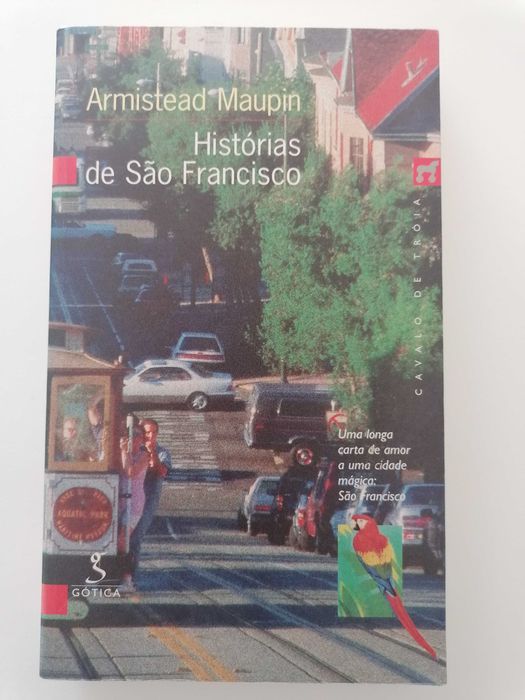 Armistead Maupin
Histórias
de São Francisco
CAVALO DE TRÓIA
Uma longa
carta de amor
a uma cidade
mágica:
São Francisco
AQUATIC PARK
g
GÓTICA